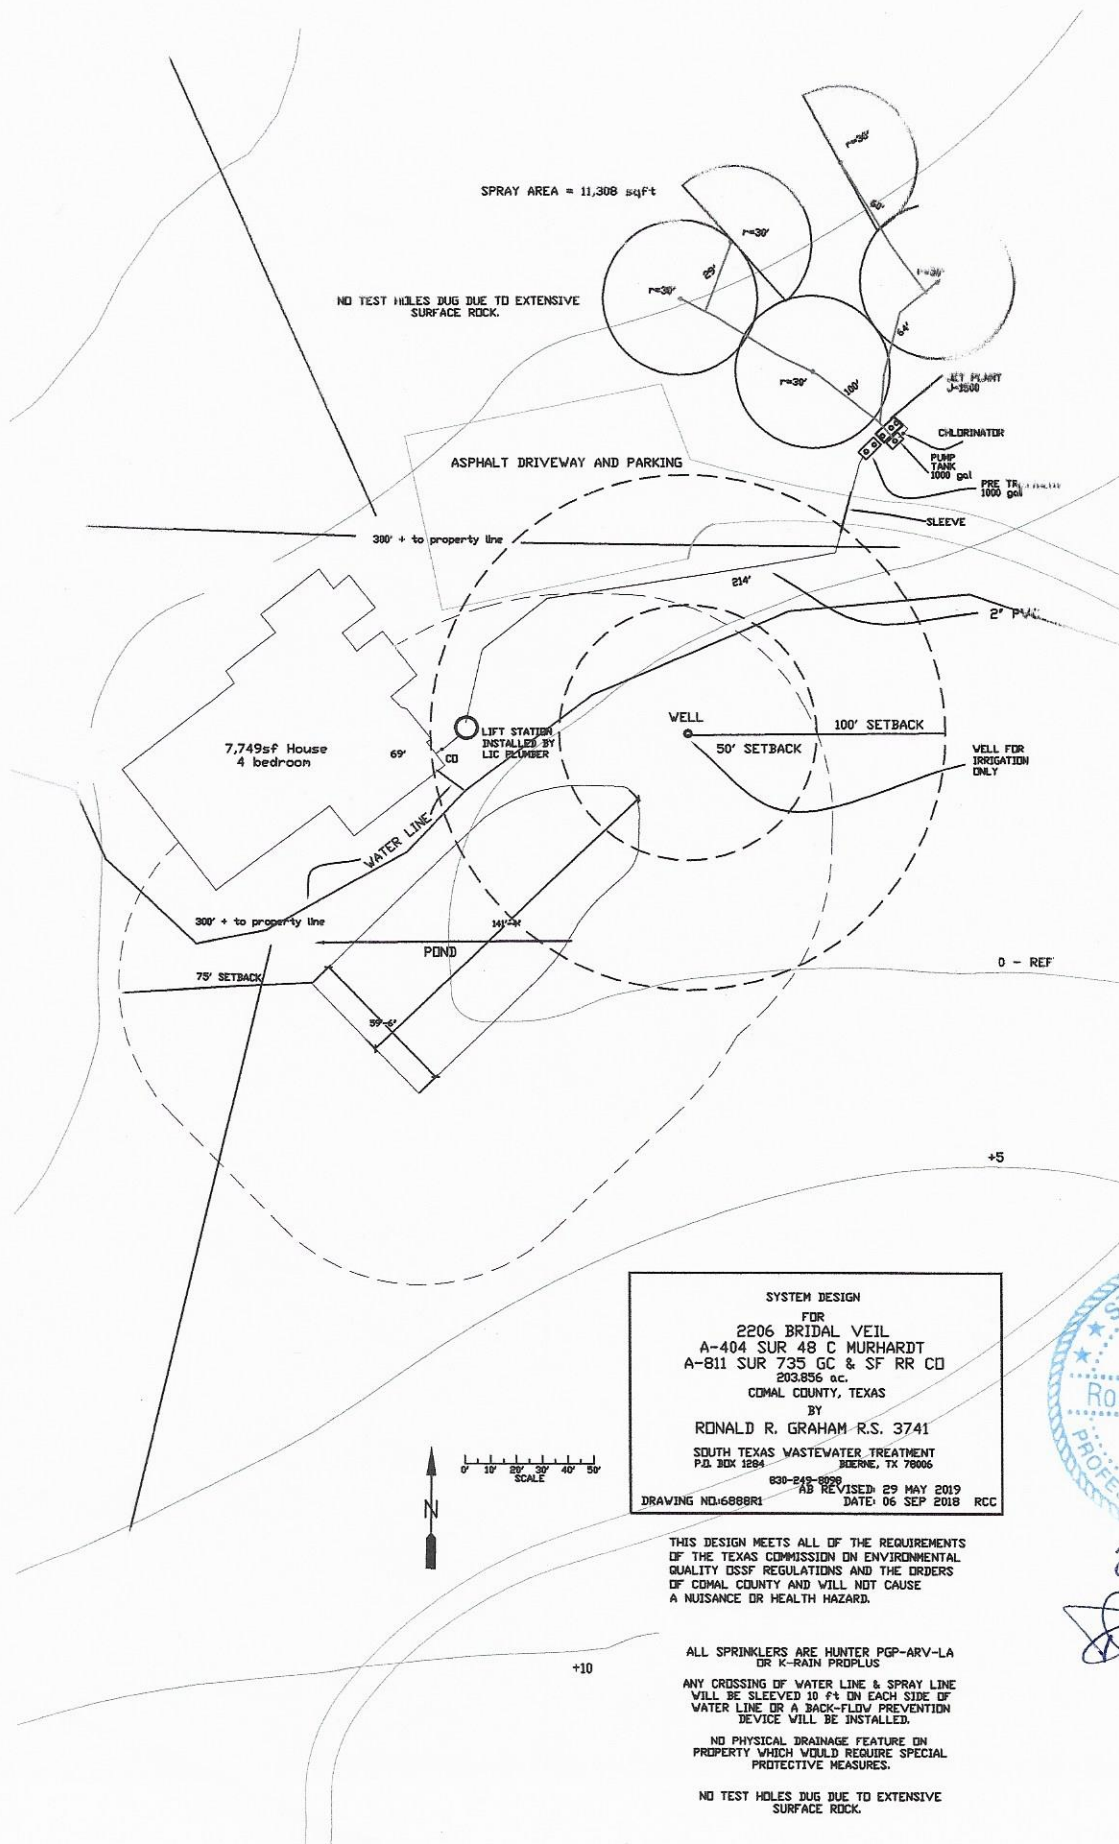 SPRAY AREA = 11,308 sqft
r=30'
60'
r=30'
29'
r=30'
r=30'
64'
NO TEST HOLES DUG DUE TO EXTENSIVE
SURFACE ROCK.
r=30'
100'
JET PLANT
J-1500
CHLORINATOR
PUMP
TANK
1000 gal
PRE
1000 gal
SLEEVE
ASPHALT DRIVEWAY AND PARKING
300' + to property line
214'
2"
WELL
100' SETBACK
50' SETBACK
WELL FOR
IRRIGATION
ONLY
LIFT STATION
INSTALLED BY
LIC PLUMBER
7,749sf House
4 bedroom
69'
CO
WATER LINE
300' + to property line
POND
75' SETBACK
59'-6"
0 - REF
+5
SYSTEM DESIGN
FOR
2206 BRIDAL VEIL
A-404 SUR 48 C MURHARDT
A-811 SUR 735 GC & SF RR CO
203.856 ac.
COMAL COUNTY, TEXAS
BY
RONALD R. GRAHAM R.S. 3741
SOUTH TEXAS WASTEWATER TREATMENT
P.O. BOX 1284 BOERNE, TX 78006
830-249-8098
AB REVISED: 29 MAY 2019
DRAWING NO.:6888R1 DATE: 06 SEP 2018 RCC
0' 10' 20' 30' 40' 50'
SCALE
N
THIS DESIGN MEETS ALL OF THE REQUIREMENTS
OF THE TEXAS COMMISSION ON ENVIRONMENTAL
QUALITY OSSF REGULATIONS AND THE ORDERS
OF COMAL COUNTY AND WILL NOT CAUSE
A NUISANCE OR HEALTH HAZARD.
+10
ALL SPRINKLERS ARE HUNTER PGP-ARV-LA
OR K-RAIN PROPLUS
ANY CROSSING OF WATER LINE & SPRAY LINE
WILL BE SLEEVED 10 ft ON EACH SIDE OF
WATER LINE OR A BACK-FLOW PREVENTION
DEVICE WILL BE INSTALLED.
NO PHYSICAL DRAINAGE FEATURE ON
PROPERTY WHICH WOULD REQUIRE SPECIAL
PROTECTIVE MEASURES.
NO TEST HOLES DUG DUE TO EXTENSIVE
SURFACE ROCK.